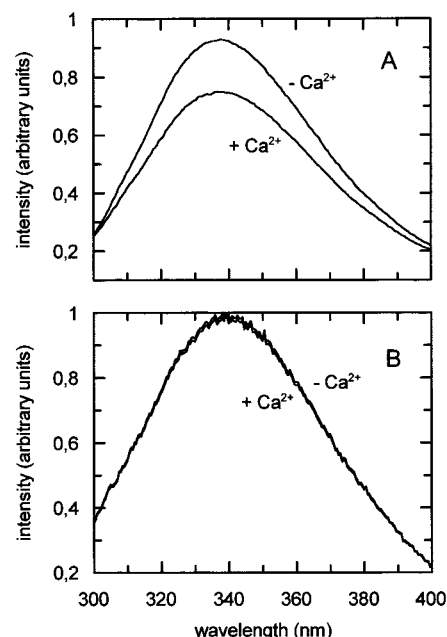 A
1
0.8
0.6
0.4
0.2
intensity (arbitrary units)
- Ca²⁺
+ Ca²⁺
B
1
0.8
0.6
0.4
0.2
intensity (arbitrary units)
- Ca²⁺
+ Ca²⁺
300 320 340 360 380 400
wavelength (nm)